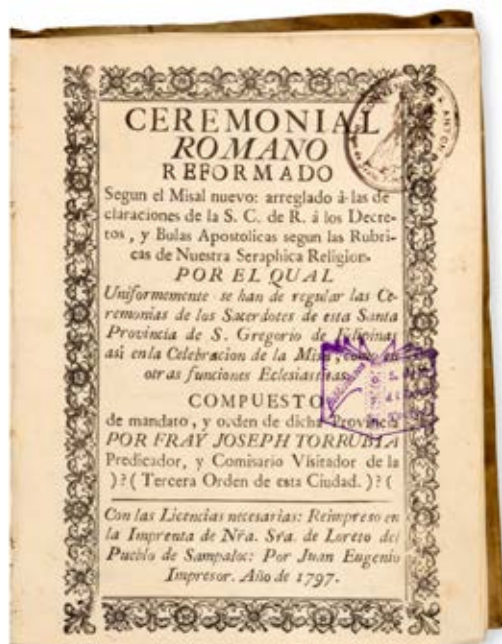 CEREMONIAL
ROMANO
REFORMADO
Segun el Misal nuevo: arreglado á las de
claraciones de la S. C. de R. á los Decre-
tos, y Bulas Apostolicas segun las Rubri-
cas de Nuestra Seraphica Religion.
POR EL QUAL
Uniformemente se han de regular las Ce-
remonias de los Sacerdotes de esta Santa
Provincia de S. Gregorio de Filipinas
asi en la Celebracion de la Misa, como en
otras funciones Eclesiasticas.
COMPUESTO
de mandato, y orden de dicha Provincia
POR FRAY JOSEPH TORRUBIA
Predicador, y Comisario Visitador de la
)?( Tercera Orden de esta Ciudad. )?(
Con las Licencias necesarias: Reimpreso en
la Imprenta de Nra. Sra. de Loreto del
Pueblo de Sampaloc: Por Juan Eugenio
Impresor. Año de 1797.